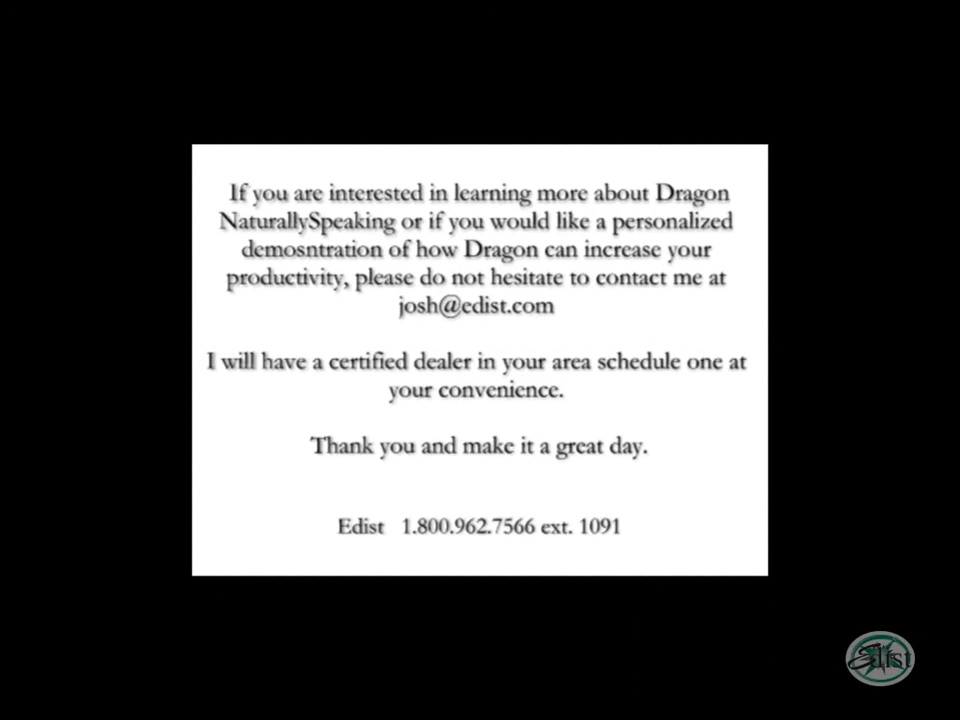 If you are interested in learning more about Dragon
NaturallySpeaking or if you would like a personalized
demosntration of how Dragon can increase your
productivity, please do not hesitate to contact me at
josh@edist.com
I will have a certified dealer in your area schedule one at
your convenience.
Thank you and make it a great day.
Edist 1.800.962.7566 ext. 1091
Edist